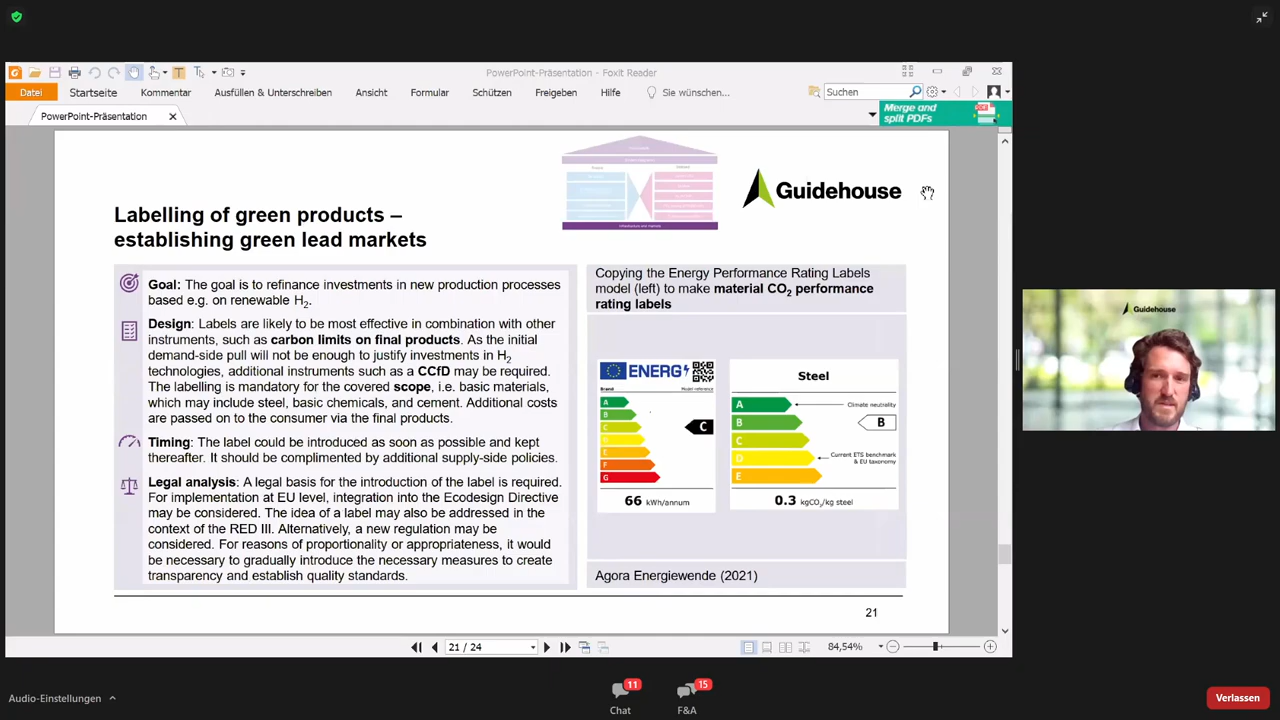 PowerPoint-Präsentation - Foxit Reader
Datei Startseite Kommentar Ausfüllen & Unterschreiben Ansicht Formular Schützen Freigeben Hilfe Sie wünschen... Suchen
PowerPoint-Präsentation
Merge and
split PDFs
Guidehouse
Labelling of green products –
establishing green lead markets
Goal: The goal is to refinance investments in new production processes
based e.g. on renewable H2.
Design: Labels are likely to be most effective in combination with other
instruments, such as carbon limits on final products. As the initial
demand-side pull will not be enough to justify investments in H2
technologies, additional instruments such as a CCfD may be required.
The labelling is mandatory for the covered scope, i.e. basic materials,
which may include steel, basic chemicals, and cement. Additional costs
are passed on to the consumer via the final products.
Timing: The label could be introduced as soon as possible and kept
thereafter. It should be complimented by additional supply-side policies.
Legal analysis: A legal basis for the introduction of the label is required.
For implementation at EU level, integration into the Ecodesign Directive
may be considered. The idea of a label may also be addressed in the
context of the RED III. Alternatively, a new regulation may be
considered. For reasons of proportionality or appropriateness, it would
be necessary to gradually introduce the necessary measures to create
transparency and establish quality standards.
Copying the Energy Performance Rating Labels
model (left) to make material CO2 performance
rating labels
ENERG
Brand Model reference
A
B
C
D
E
F
G
C
66 kWh/annum
Steel
A Climate neutrality
B B
C
D Current ETS benchmark
& EU taxonomy
E
0.3 kgCO2/kg steel
Agora Energiewende (2021)
21
Guidehouse
21 / 24
84,54%
Audio-Einstellungen
11
Chat
15
F&A
Verlassen